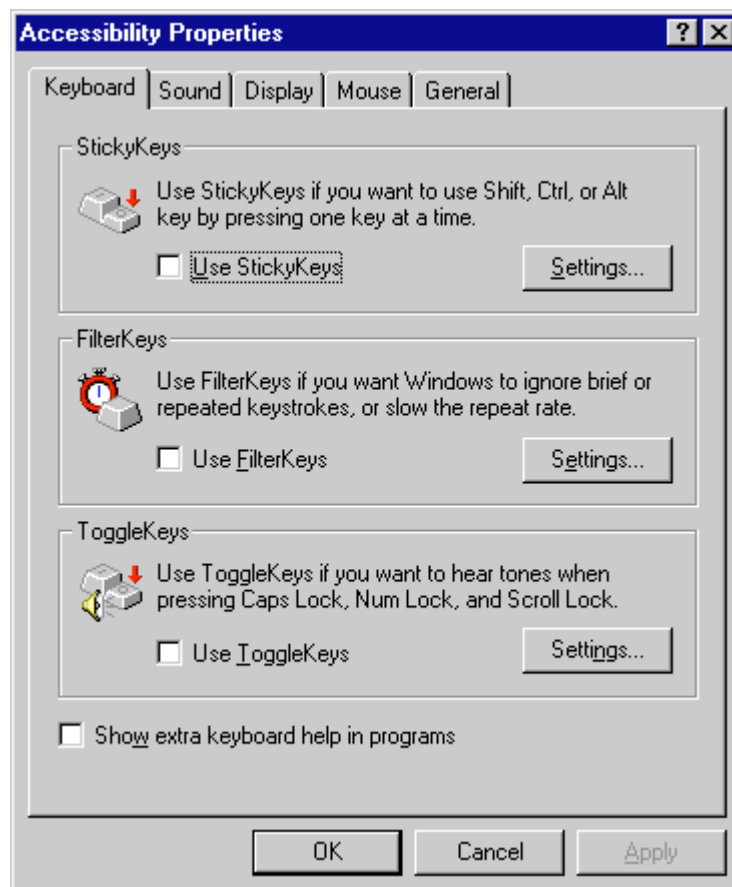 Accessibility Properties
Keyboard Sound Display Mouse General
StickyKeys
Use StickyKeys if you want to use Shift, Ctrl, or Alt
key by pressing one key at a time.
Use StickyKeys Settings...
FilterKeys
Use FilterKeys if you want Windows to ignore brief or
repeated keystrokes, or slow the repeat rate.
Use FilterKeys Settings...
ToggleKeys
Use ToggleKeys if you want to hear tones when
pressing Caps Lock, Num Lock, and Scroll Lock.
Use ToggleKeys Settings...
Show extra keyboard help in programs
OK Cancel Apply